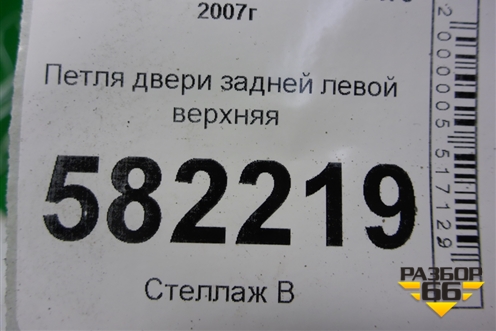 2007г
Петля двери задней левой
верхняя
582219
Стеллаж В
2000005517129
РАЗБОР
66